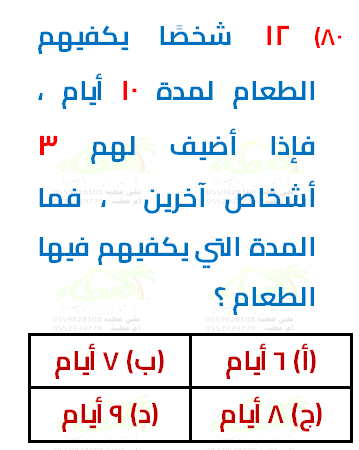 ٨٠) ١٢ شخصًا يكفيهم
الطعام لمدة ١٠ أيام ،
فإذا أضيف لهم ٣
أشخاص آخرين ، فما
المدة التي يكفيهم فيها
الطعام ؟
(أ) ٦ أيام
(ب) ٧ أيام
(ج) ٨ أيام
(د) ٩ أيام